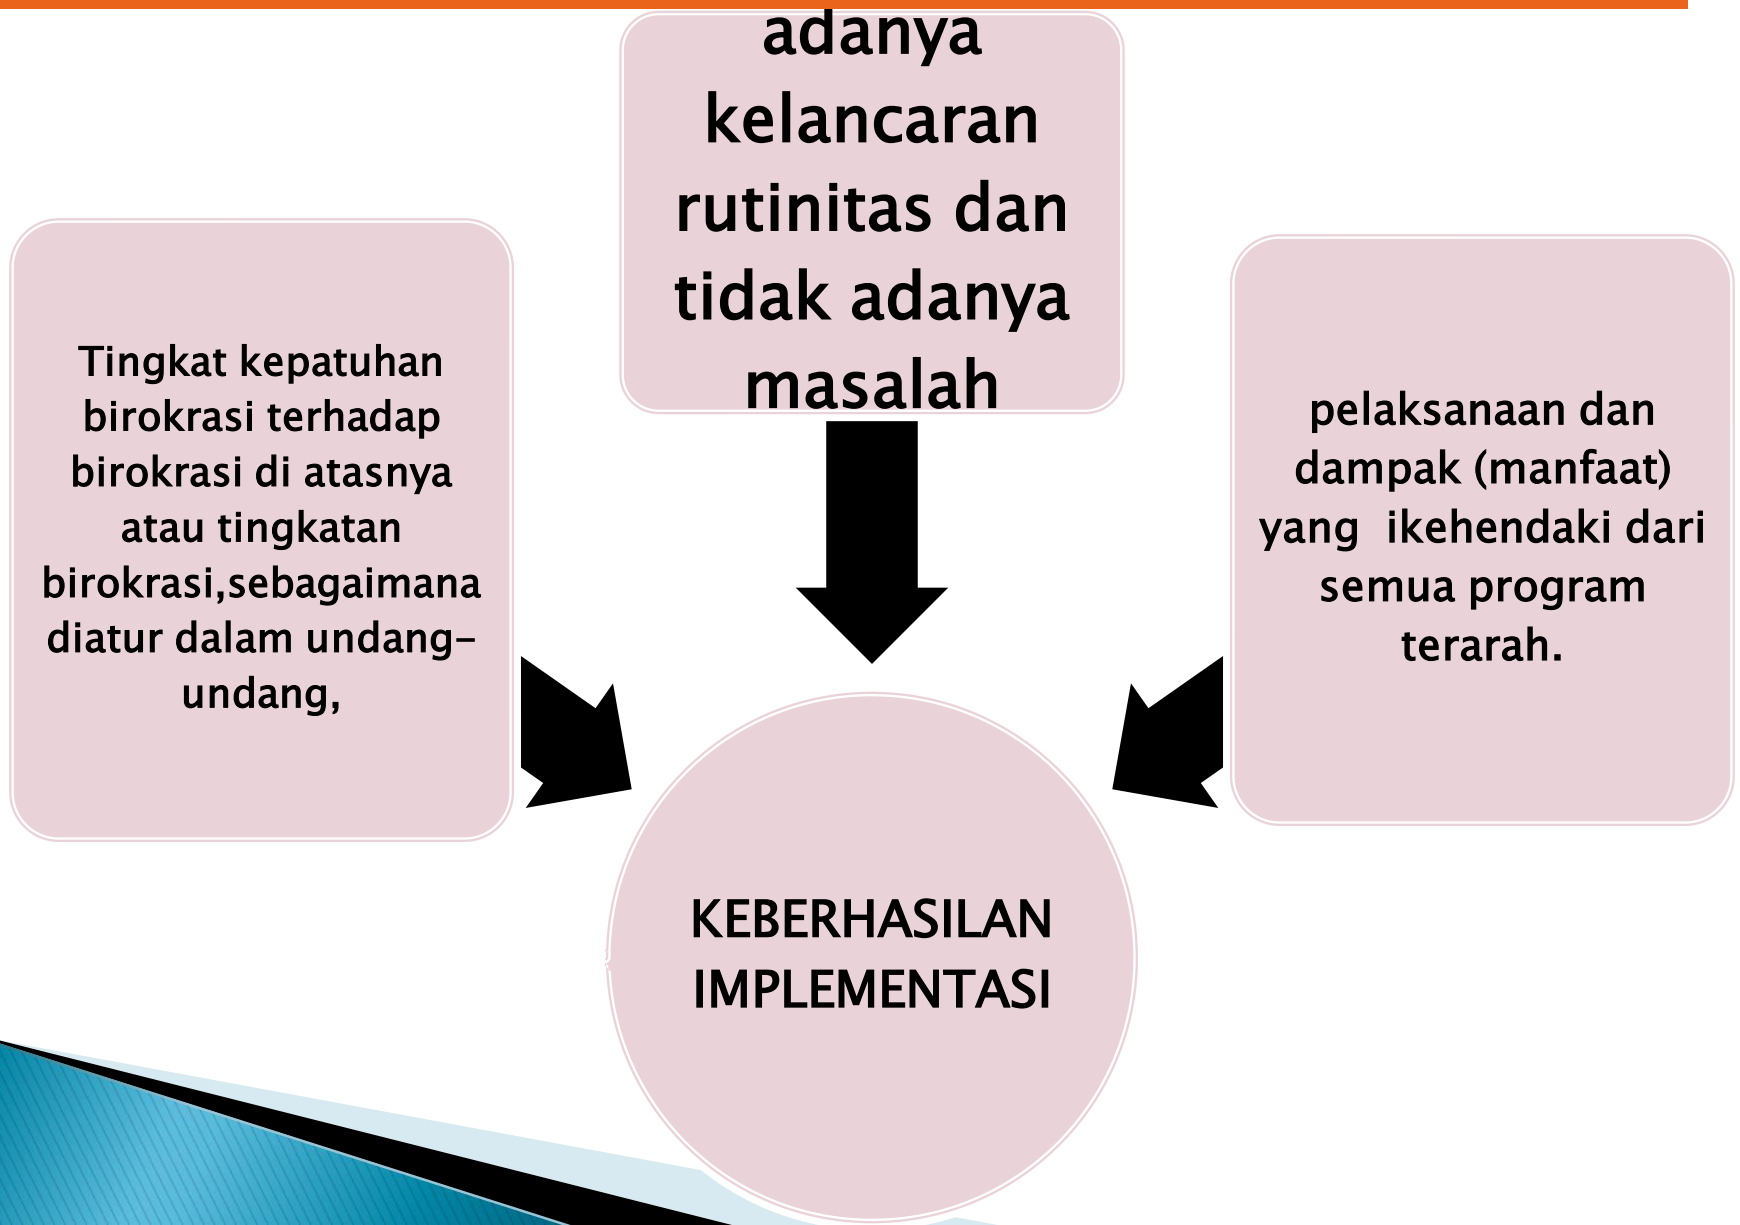 adanya
kelancaran
rutinitas dan
tidak adanya
masalah
Tingkat kepatuhan
birokrasi terhadap
birokrasi di atasnya
atau tingkatan
birokrasi,sebagaimana
diatur dalam undang-
undang,
pelaksanaan dan
dampak (manfaat)
yang  ikehendaki dari
semua program
terarah.
KEBERHASILAN
IMPLEMENTASI